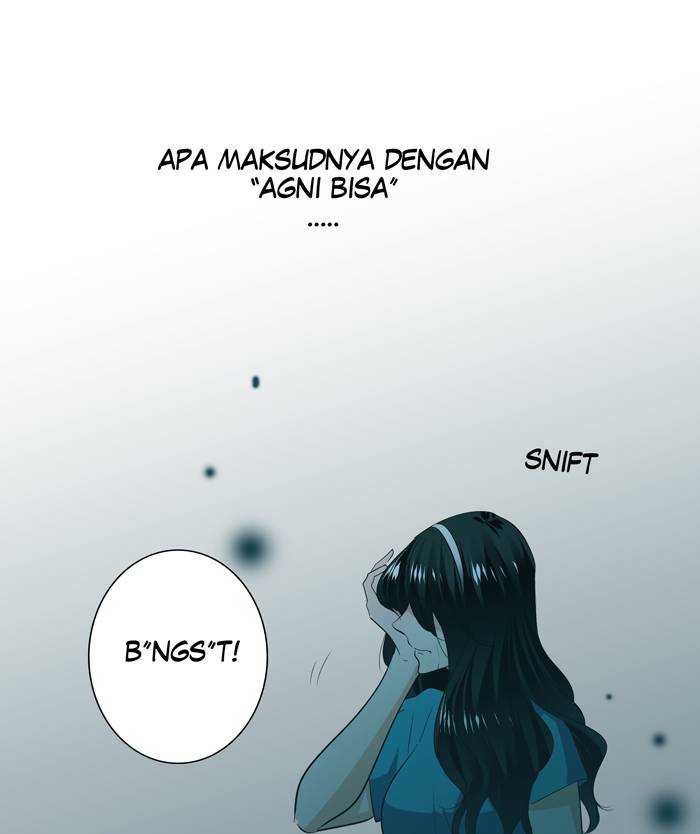 APA MAKSUDNYA DENGAN
"AGNI BISA"
.....
SNIFT
B"NGS"T!